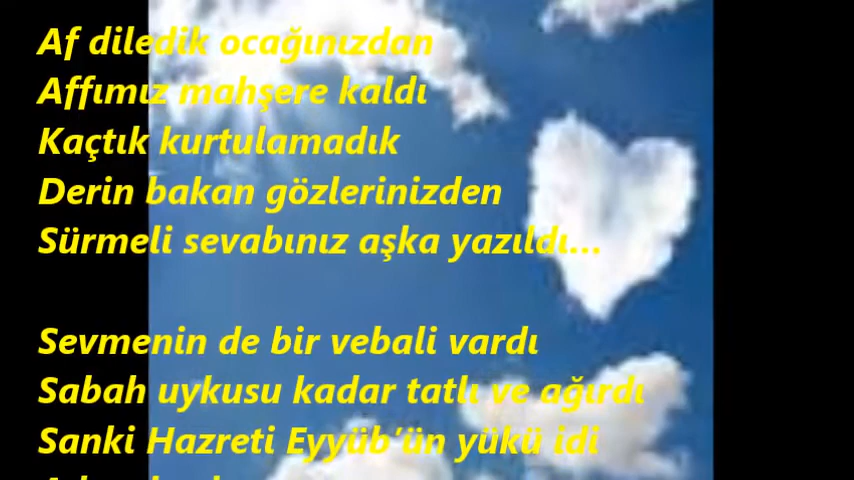 Af diledik ocağınızdan
Affımız mahşere kaldı
Kaçtık kurtulamadık
Derin bakan gözlerinizden
Sürmeli sevabınız aşka yazıldı...
Sevmenin de bir vebali vardı
Sabah uykusu kadar tatlı ve ağırdı
Sanki Hazreti Eyyüb’ün yükü idi